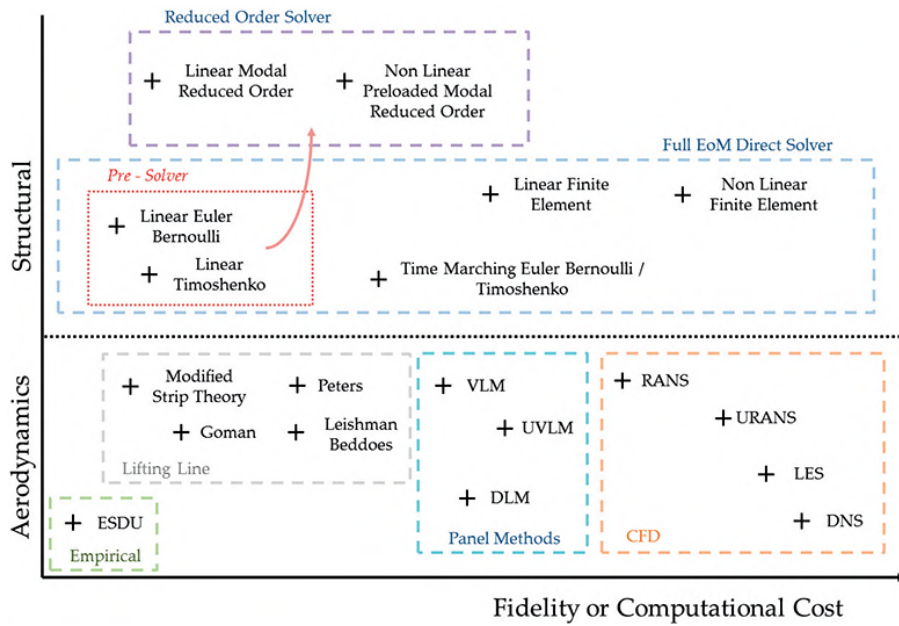 Reduced Order Solver
Linear Modal
Reduced Order
Non Linear
Preloaded Modal
Reduced Order
Full EoM Direct Solver
Pre - Solver
Linear Euler
Bernoulli
Linear
Timoshenko
Linear Finite
Element
Non Linear
Finite Element
Time Marching Euler Bernoulli /
Timoshenko
Structural
Modified
Strip Theory
Peters
Goman
Leishman
Beddoes
Lifting Line
ESDU
Empirical
VLM
UVLM
DLM
Panel Methods
RANS
URANS
LES
DNS
CFD
Aerodynamics
Fidelity or Computational Cost